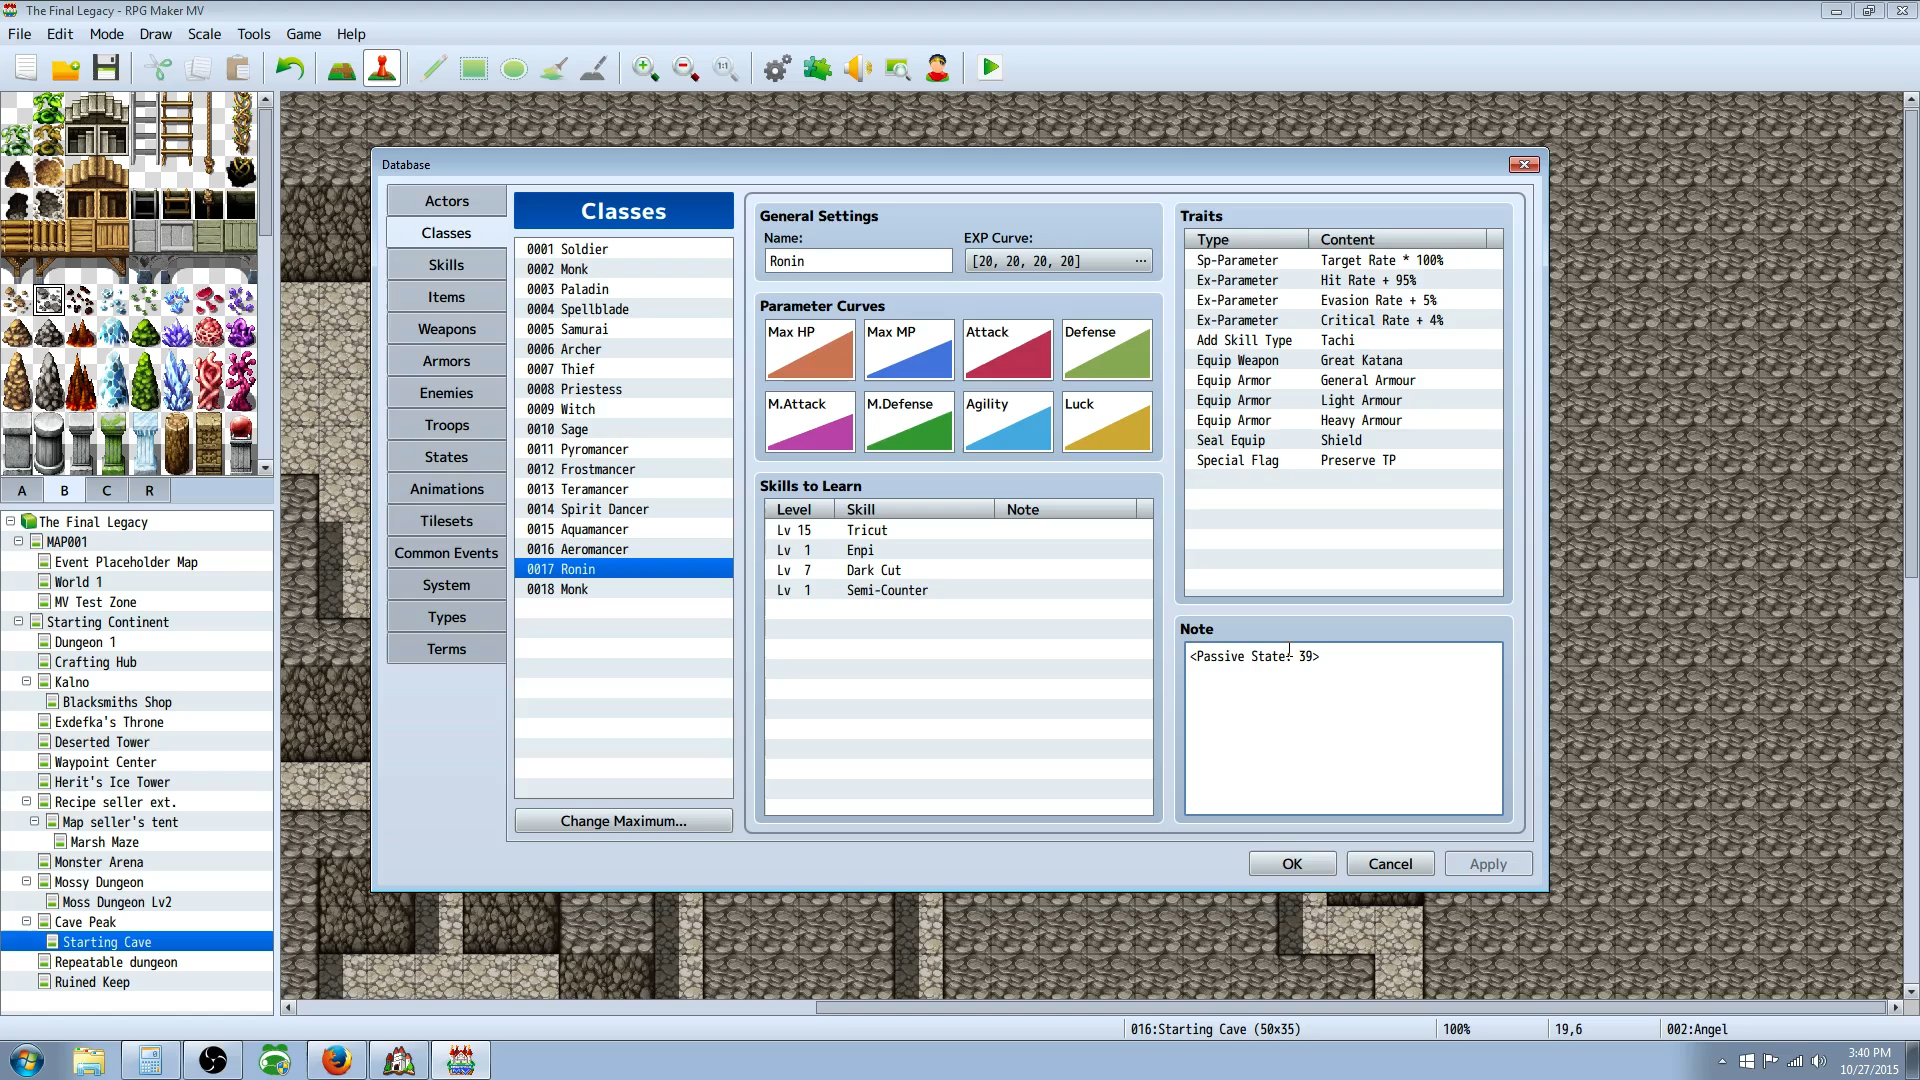 The Final Legacy - RPG Maker MV
File Edit Mode Draw Scale Tools Game Help
1:1
A B C R
The Final Legacy
MAP001
Event Placeholder Map
World 1
MV Test Zone
Starting Continent
Dungeon 1
Crafting Hub
Kalno
Blacksmiths Shop
Exdefka's Throne
Deserted Tower
Waypoint Center
Herit's Ice Tower
Recipe seller ext.
Map seller's tent
Marsh Maze
Monster Arena
Mossy Dungeon
Moss Dungeon Lv2
Cave Peak
Starting Cave
Repeatable dungeon
Ruined Keep
Database
Actors
Classes
Skills
Items
Weapons
Armors
Enemies
Troops
States
Animations
Tilesets
Common Events
System
Types
Terms
Classes
0001 Soldier
0002 Monk
0003 Paladin
0004 Spellblade
0005 Samurai
0006 Archer
0007 Thief
0008 Priestess
0009 Witch
0010 Sage
0011 Pyromancer
0012 Frostmancer
0013 Teramancer
0014 Spirit Dancer
0015 Aquamancer
0016 Aeromancer
0017 Ronin
0018 Monk
Change Maximum...
General Settings
Name: EXP Curve:
Ronin [20, 20, 20, 20] ...
Parameter Curves
Max HP Max MP Attack Defense
M.Attack M.Defense Agility Luck
Skills to Learn
Level Skill Note
Lv 15 Tricut
Lv 1 Enpi
Lv 7 Dark Cut
Lv 1 Semi-Counter
Traits
Type Content
Sp-Parameter Target Rate * 100%
Ex-Parameter Hit Rate + 95%
Ex-Parameter Evasion Rate + 5%
Ex-Parameter Critical Rate + 4%
Add Skill Type Tachi
Equip Weapon Great Katana
Equip Armor General Armour
Equip Armor Light Armour
Equip Armor Heavy Armour
Seal Equip Shield
Special Flag Preserve TP
Note
<Passive State: 39>
OK Cancel Apply
016:Starting Cave (50x35) 100% 19,6 002:Angel
3:40 PM
10/27/2015